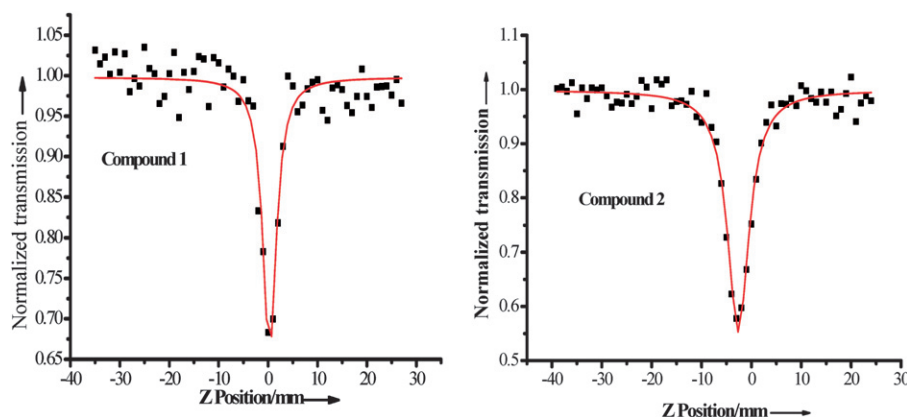 1.05
1.00
0.95
0.90
0.85
0.80
0.75
0.70
0.65
Normalized transmission
Compound 1
-40 -30 -20 -10 0 10 20 30 40
Z Position/mm
1.1
1.0
0.9
0.8
0.7
0.6
0.5
Normalized transmission
Compound 2
-40 -30 -20 -10 0 10 20 30
Z Position/mm